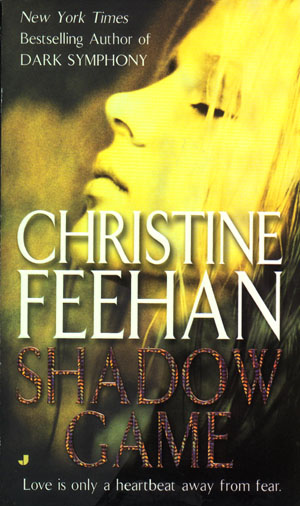 New York Times
Bestselling Author of
DARK SYMPHONY
CHRISTINE
FEEHAN
SHADOW
GAME
J
Love is only a heartbeat away from fear.